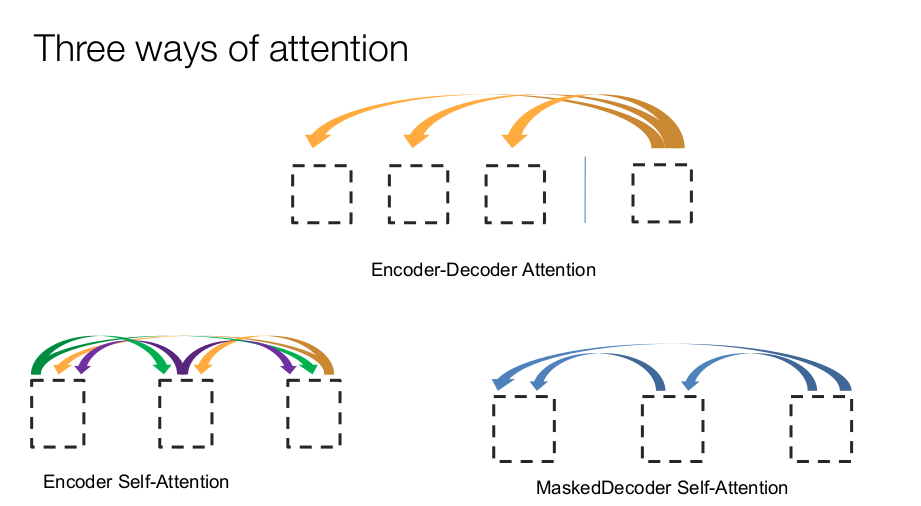 Three ways of attention
Encoder-Decoder Attention
Encoder Self-Attention
MaskedDecoder Self-Attention